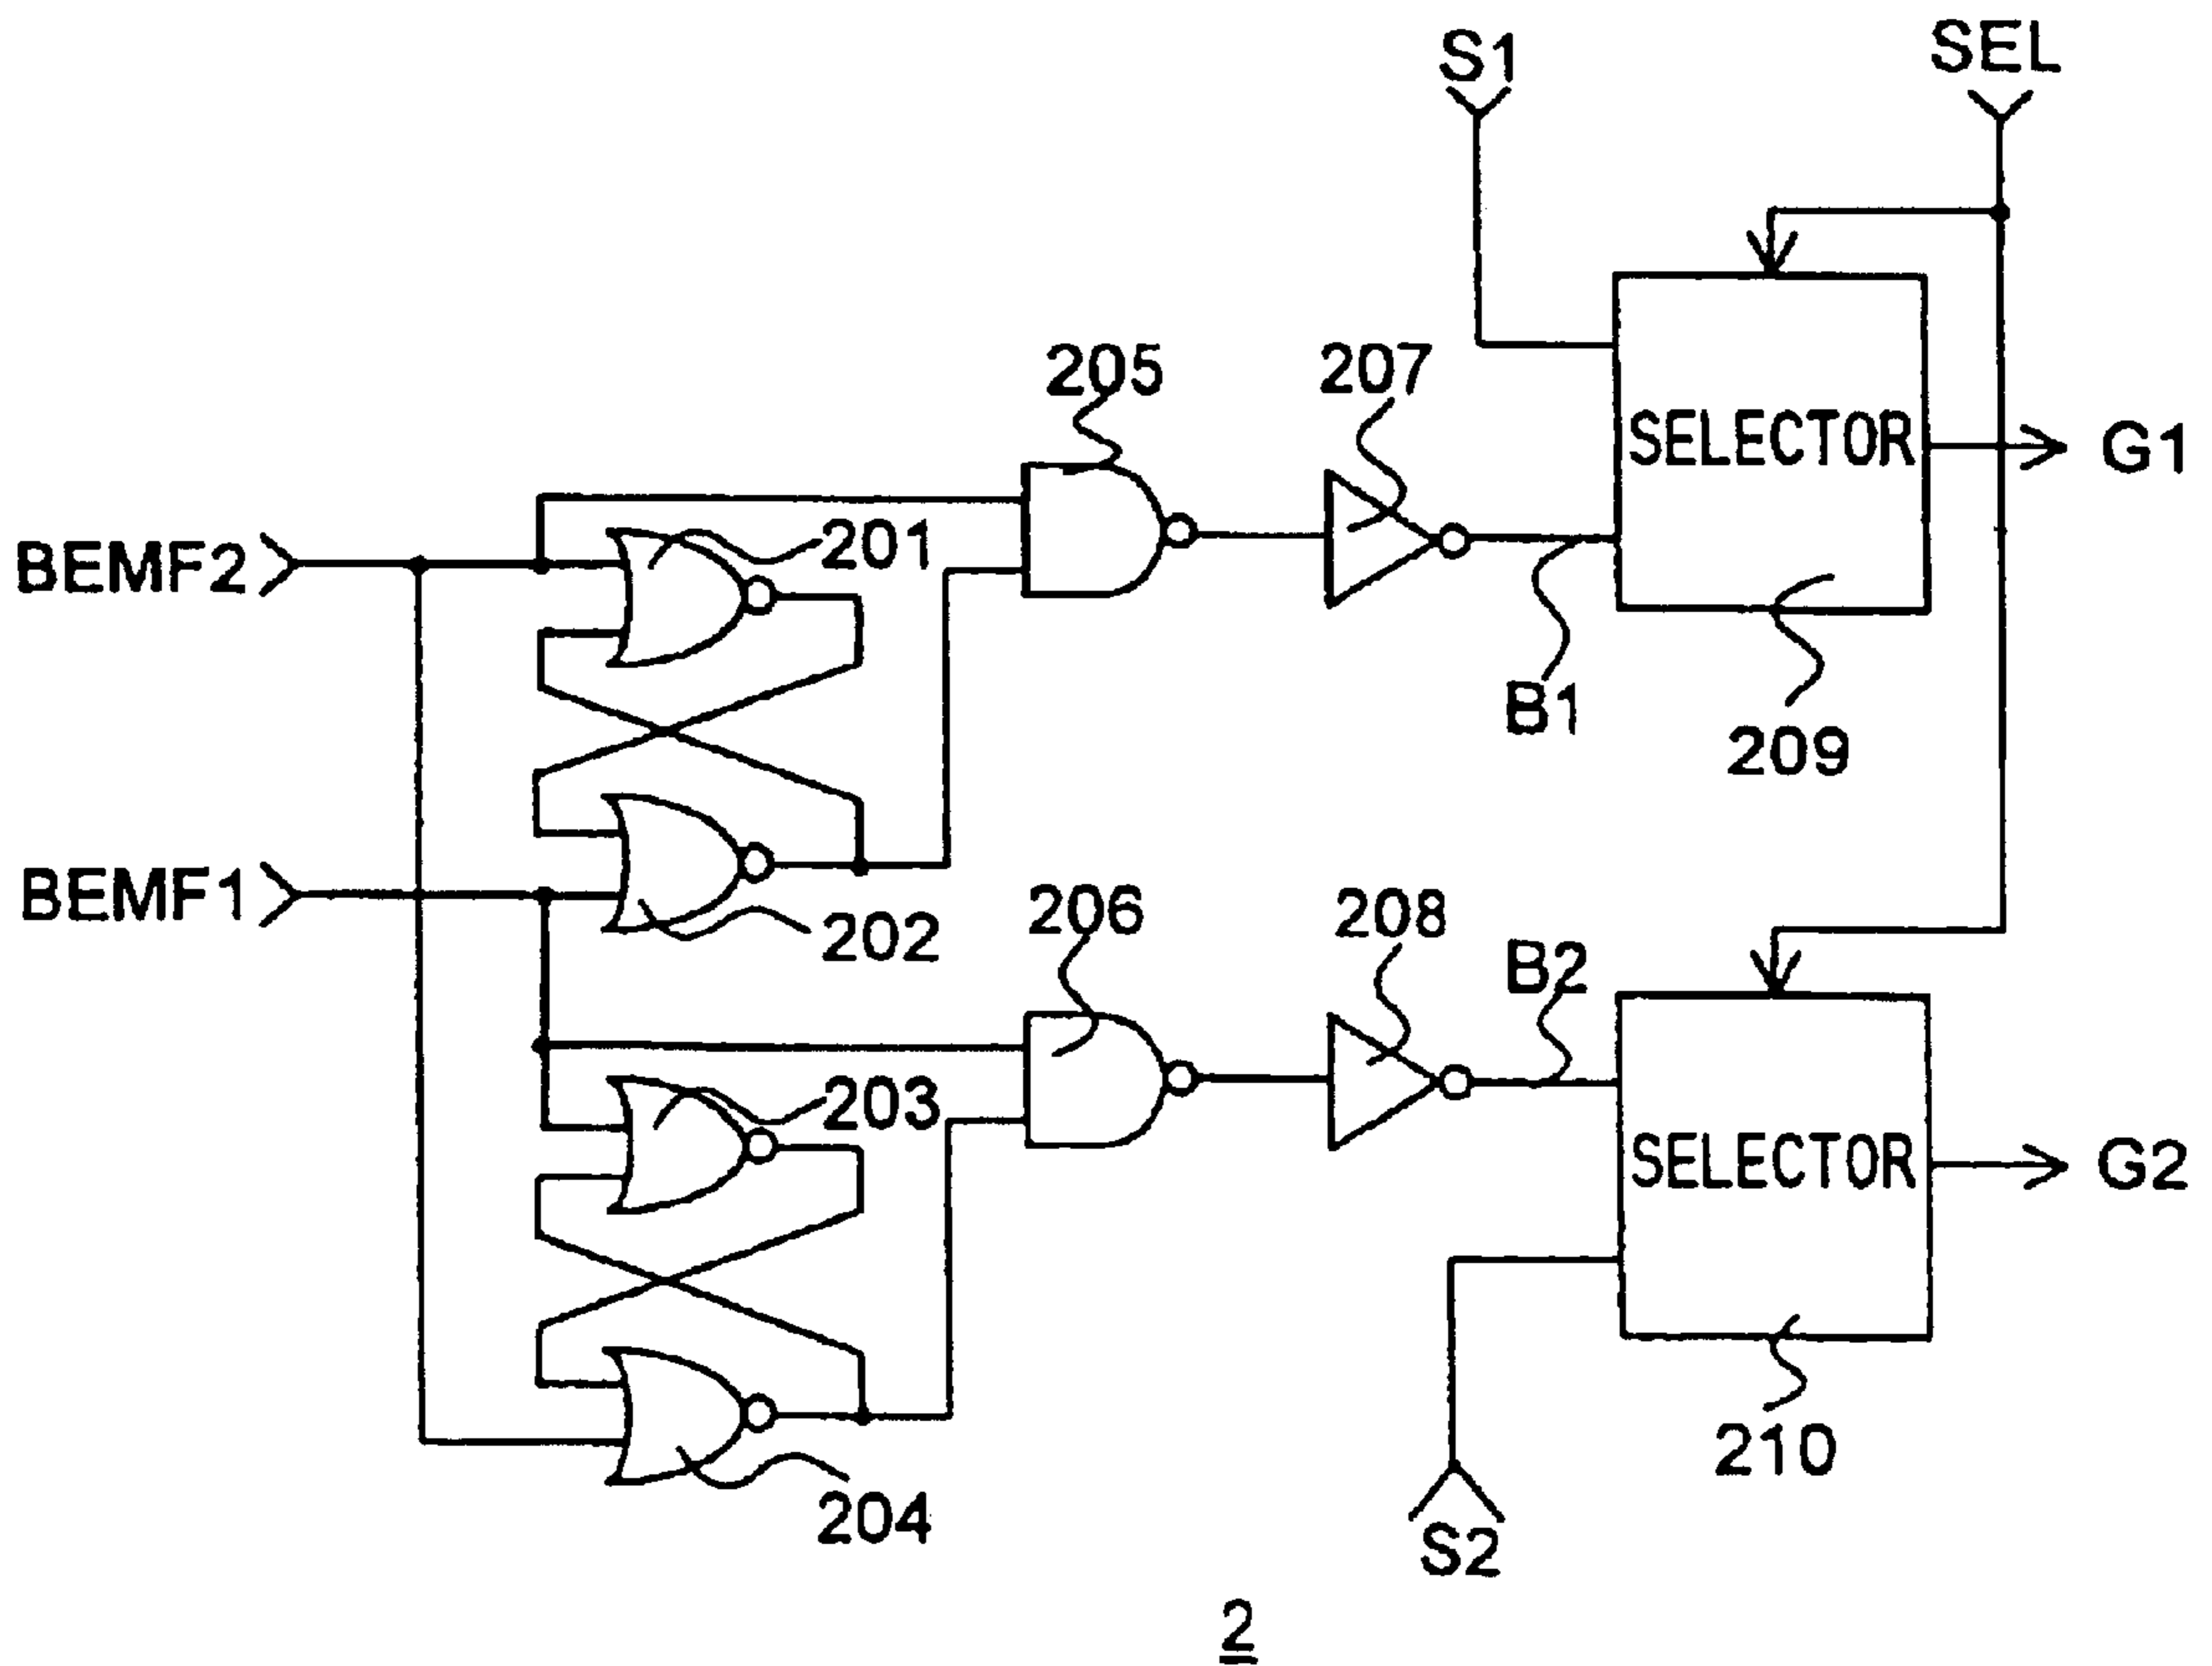 S1
SEL
205
207
SELECTOR
G1
201
BEMF2
B1
209
BEMF1
202
206
208
B2
203
SELECTOR
G2
210
204
S2
2